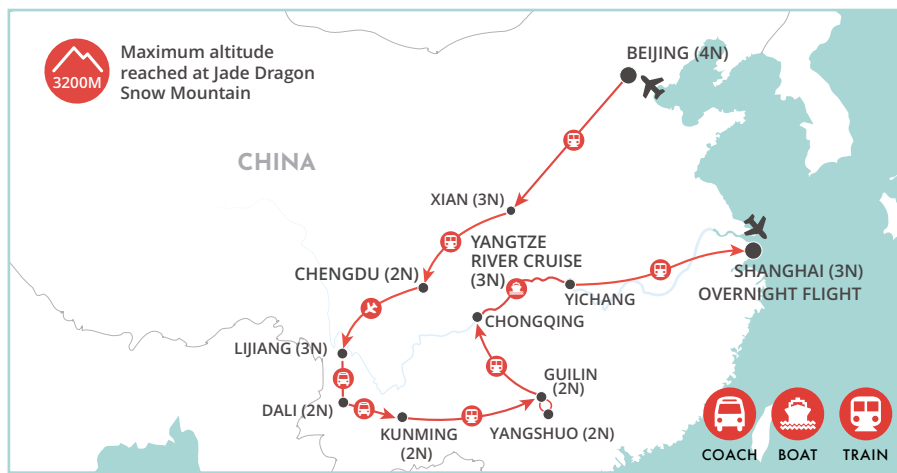 3200M
Maximum altitude
reached at Jade Dragon
Snow Mountain
BEIJING (4N)
CHINA
XIAN (3N)
YANGTZE
RIVER CRUISE
(3N)
CHENGDU (2N)
SHANGHAI (3N)
OVERNIGHT FLIGHT
YICHANG
CHONGQING
LIJIANG (3N)
GUILIN
(2N)
DALI (2N)
KUNMING
(2N)
YANGSHUO (2N)
COACH
BOAT
TRAIN